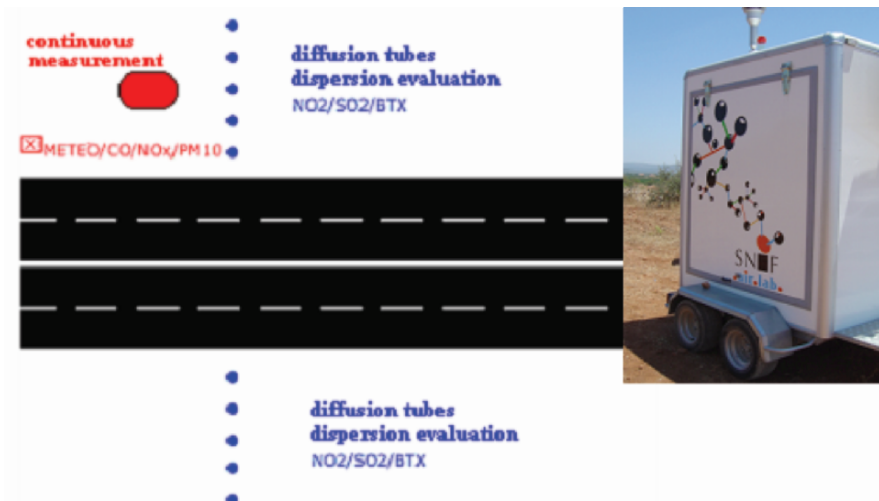 continuous
measurement
diffusion tubes
dispersion evaluation
NO2/SO2/BTX
METEO/CO/NOx/PM10
SN F
air.lab.
diffusion tubes
dispersion evaluation
NO2/SO2/BTX